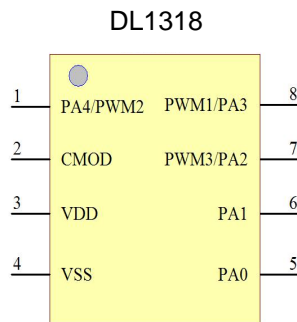 DL1318
1 PA4/PWM2 PWM1/PA3 8
2 CMOD PWM3/PA2 7
3 VDD PA1 6
4 VSS PA0 5